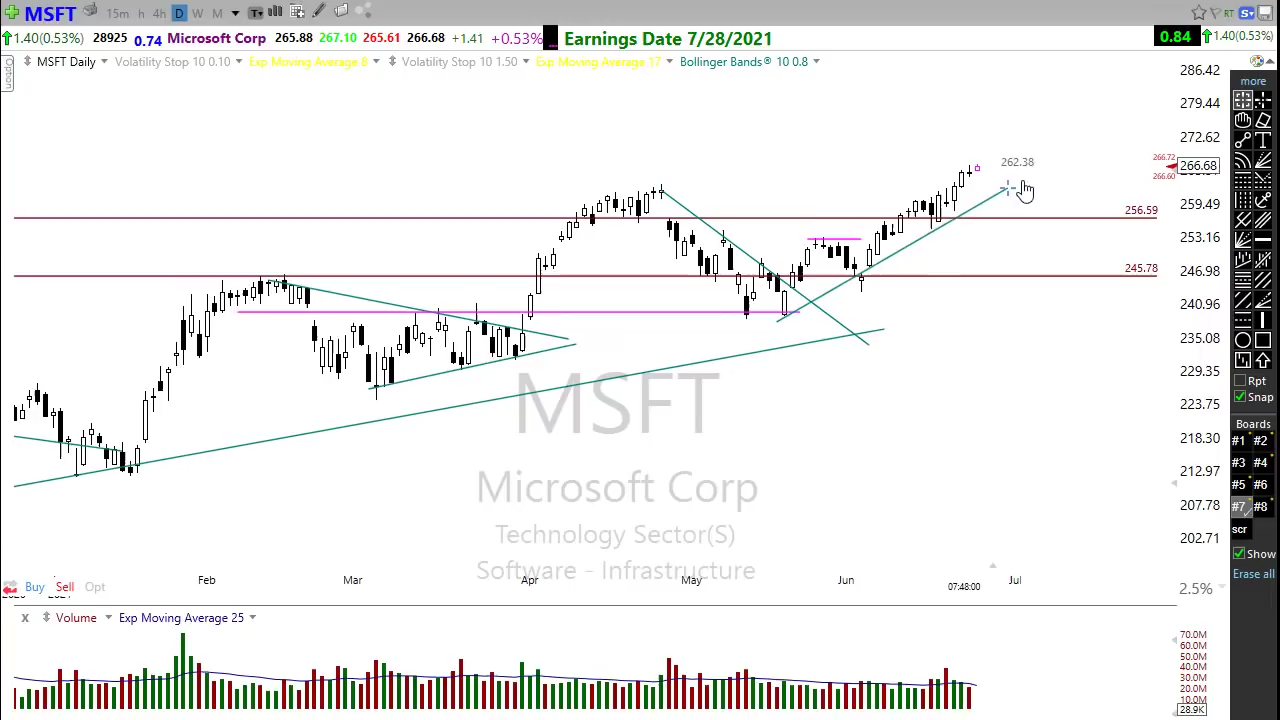 MSFT 15m h 4h D W M T RT S
1.40(0.53%) 28925 0.74 Microsoft Corp 265.88 267.10 265.61 266.68 +1.41 +0.53% Earnings Date 7/28/2021 0.84 1.40(0.53%)
Option MSFT Daily Volatility Stop 10 0.10 Exp Moving Average 8 Volatility Stop 10 1.50 Exp Moving Average 17 Bollinger Bands® 10 0.8
286.42
more
279.44
272.62
262.38
266.72
266.68
266.60
259.49
256.59
253.16
245.78
246.98
240.96
235.08
229.35
223.75
218.30
212.97
207.78
202.71
2.5%
MSFT
Microsoft Corp
Technology Sector(S)
Software - Infrastructure
Feb Mar Apr May Jun Jul
07:48:00
Buy Sell Opt
X Volume Exp Moving Average 25
70.0M
60.0M
50.0M
40.0M
30.0M
20.0M
10.0M
28.9K
Rpt
Snap
Boards
#1 #2
#3 #4
#5 #6
#7 #8
scr
Show
Erase all